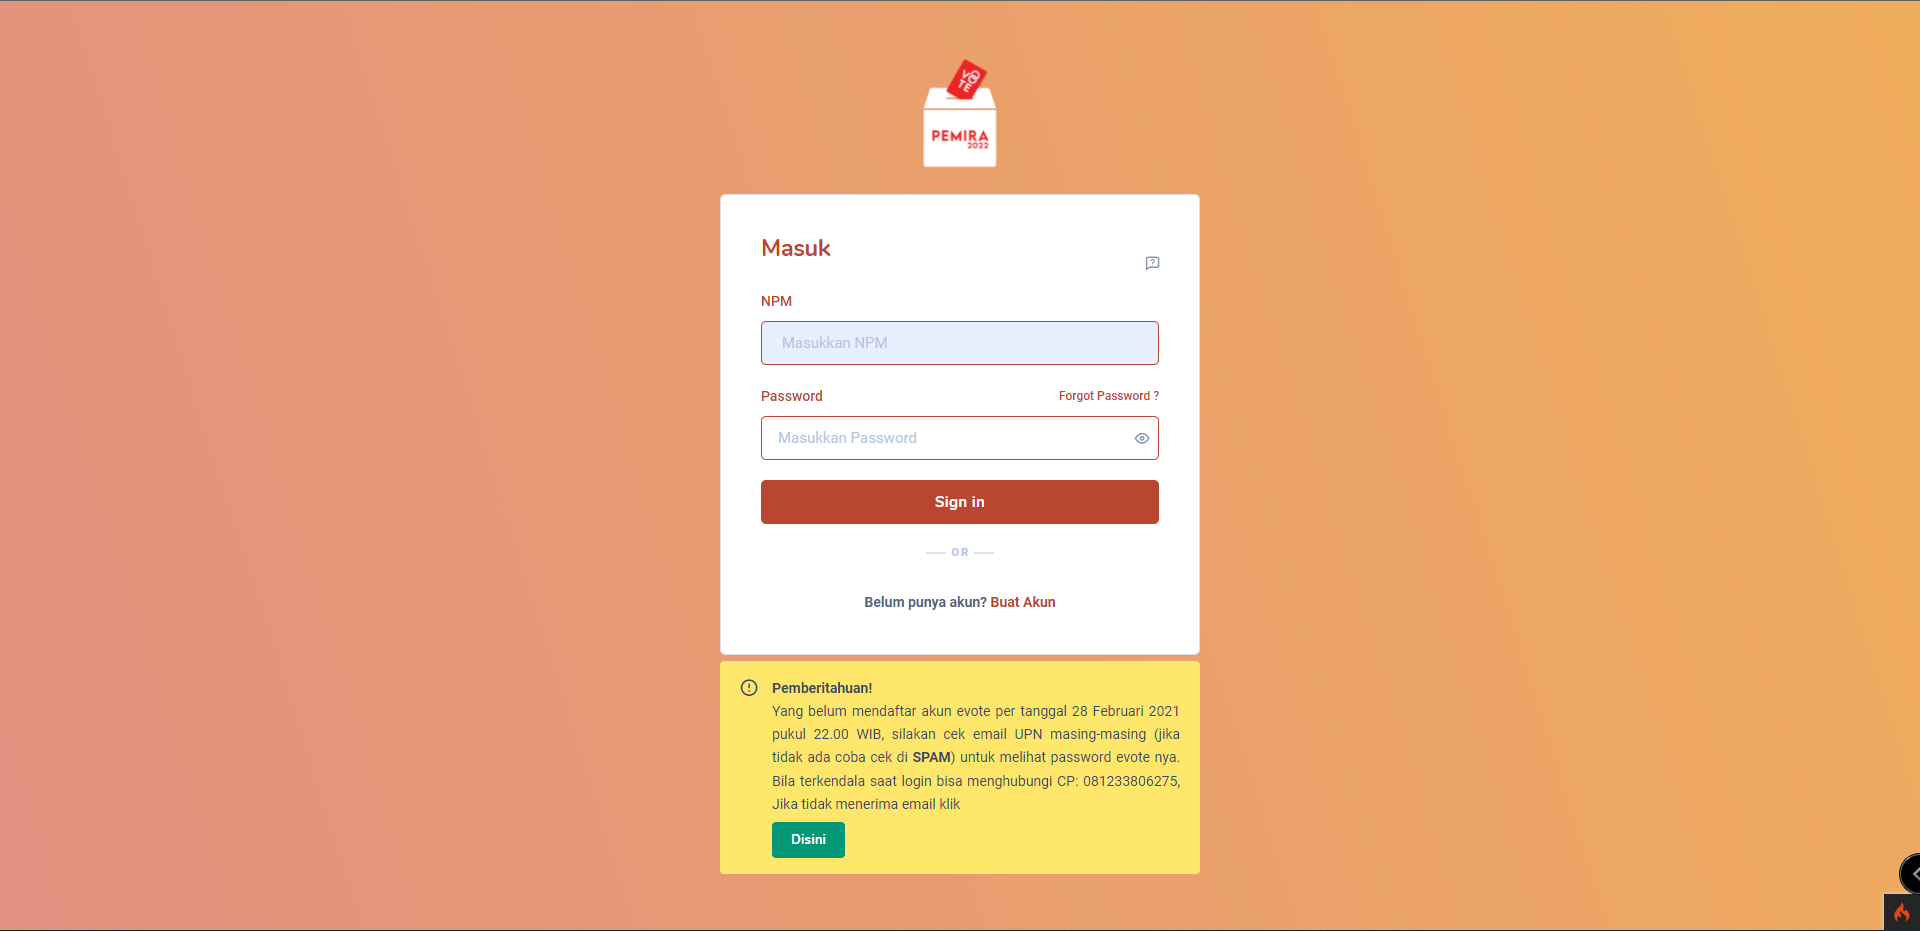 VOTE
PEMIRA
2022
Masuk
NPM
Masukkan NPM
Password Forgot Password ?
Masukkan Password
Sign in
OR
Belum punya akun? Buat Akun
Pemberitahuan!
Yang belum mendaftar akun evote per tanggal 28 Februari 2021
pukul 22.00 WIB, silakan cek email UPN masing-masing (jika
tidak ada coba cek di SPAM) untuk melihat password evote nya.
Bila terkendala saat login bisa menghubungi CP: 081233806275,
Jika tidak menerima email klik
Disini